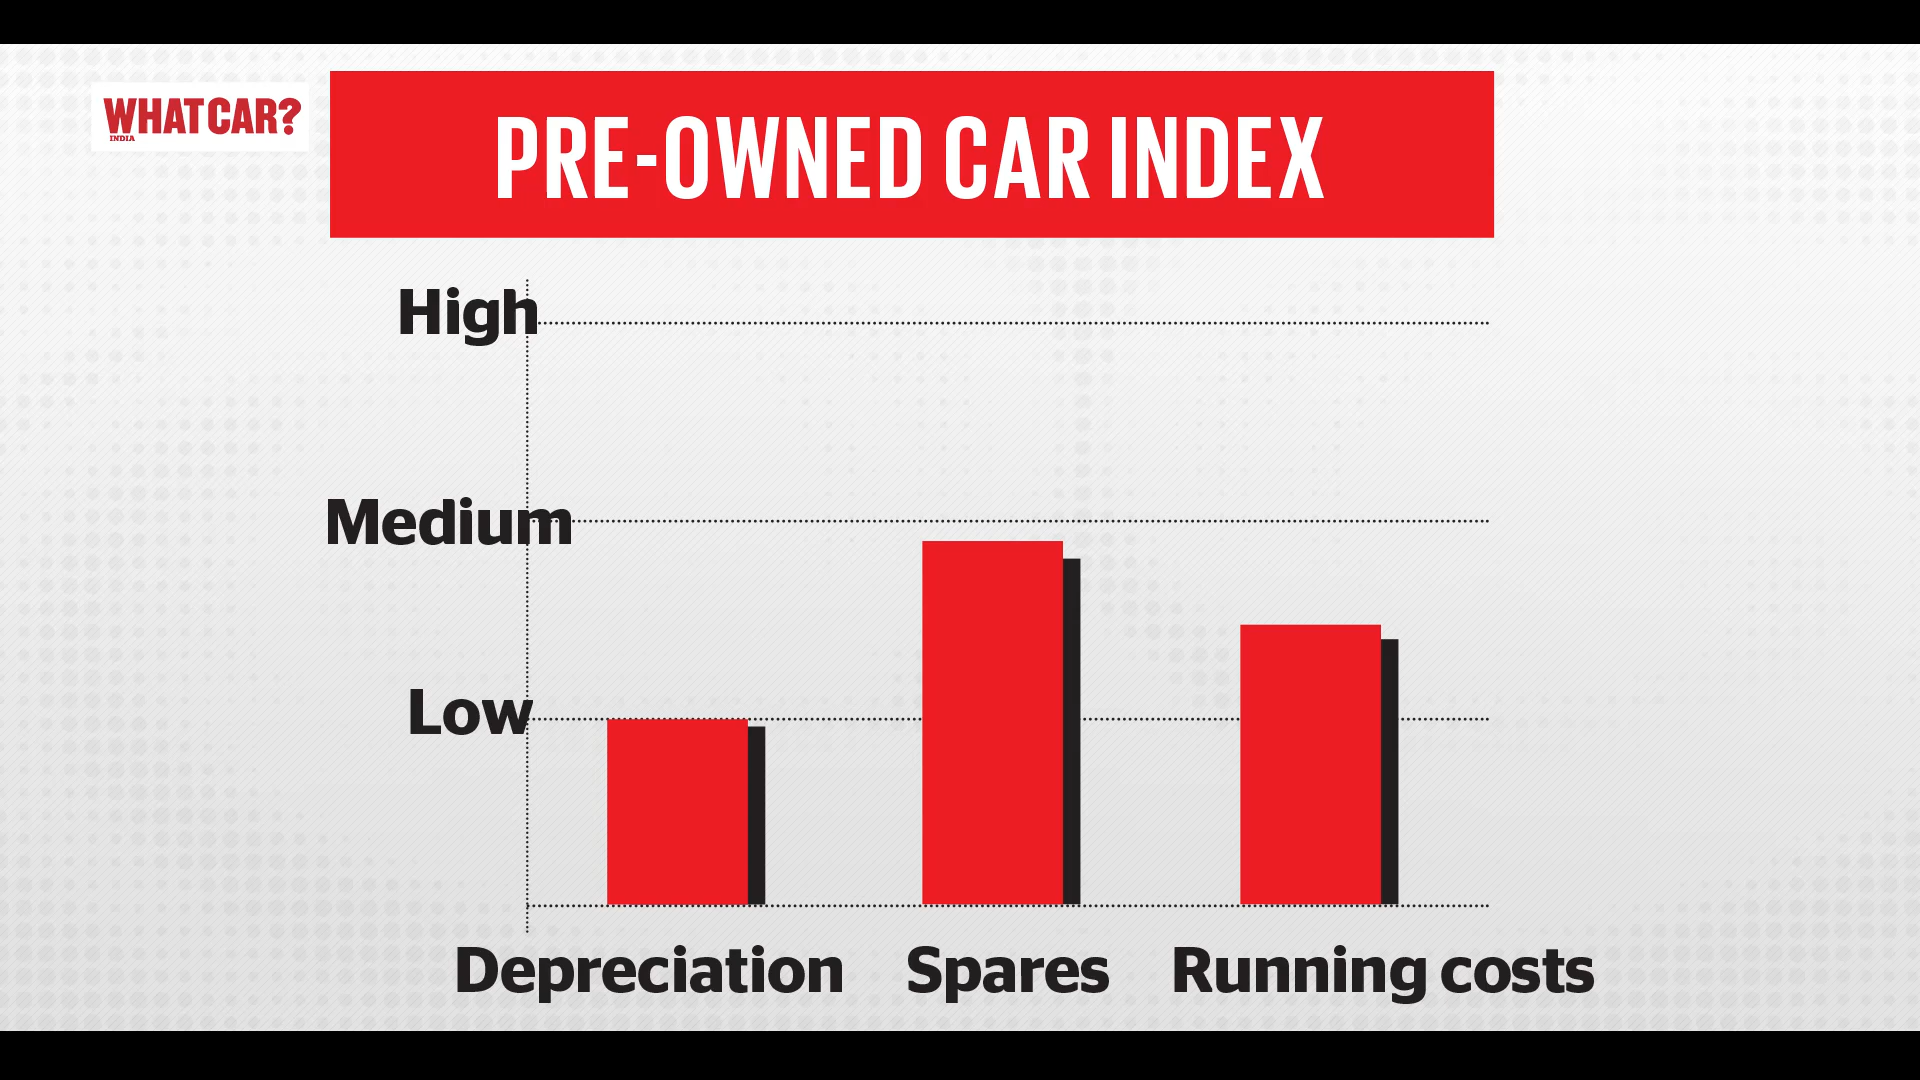 WHAT CAR?
INDIA
PRE-OWNED CAR INDEX
High
Medium
Low
Depreciation
Spares
Running costs